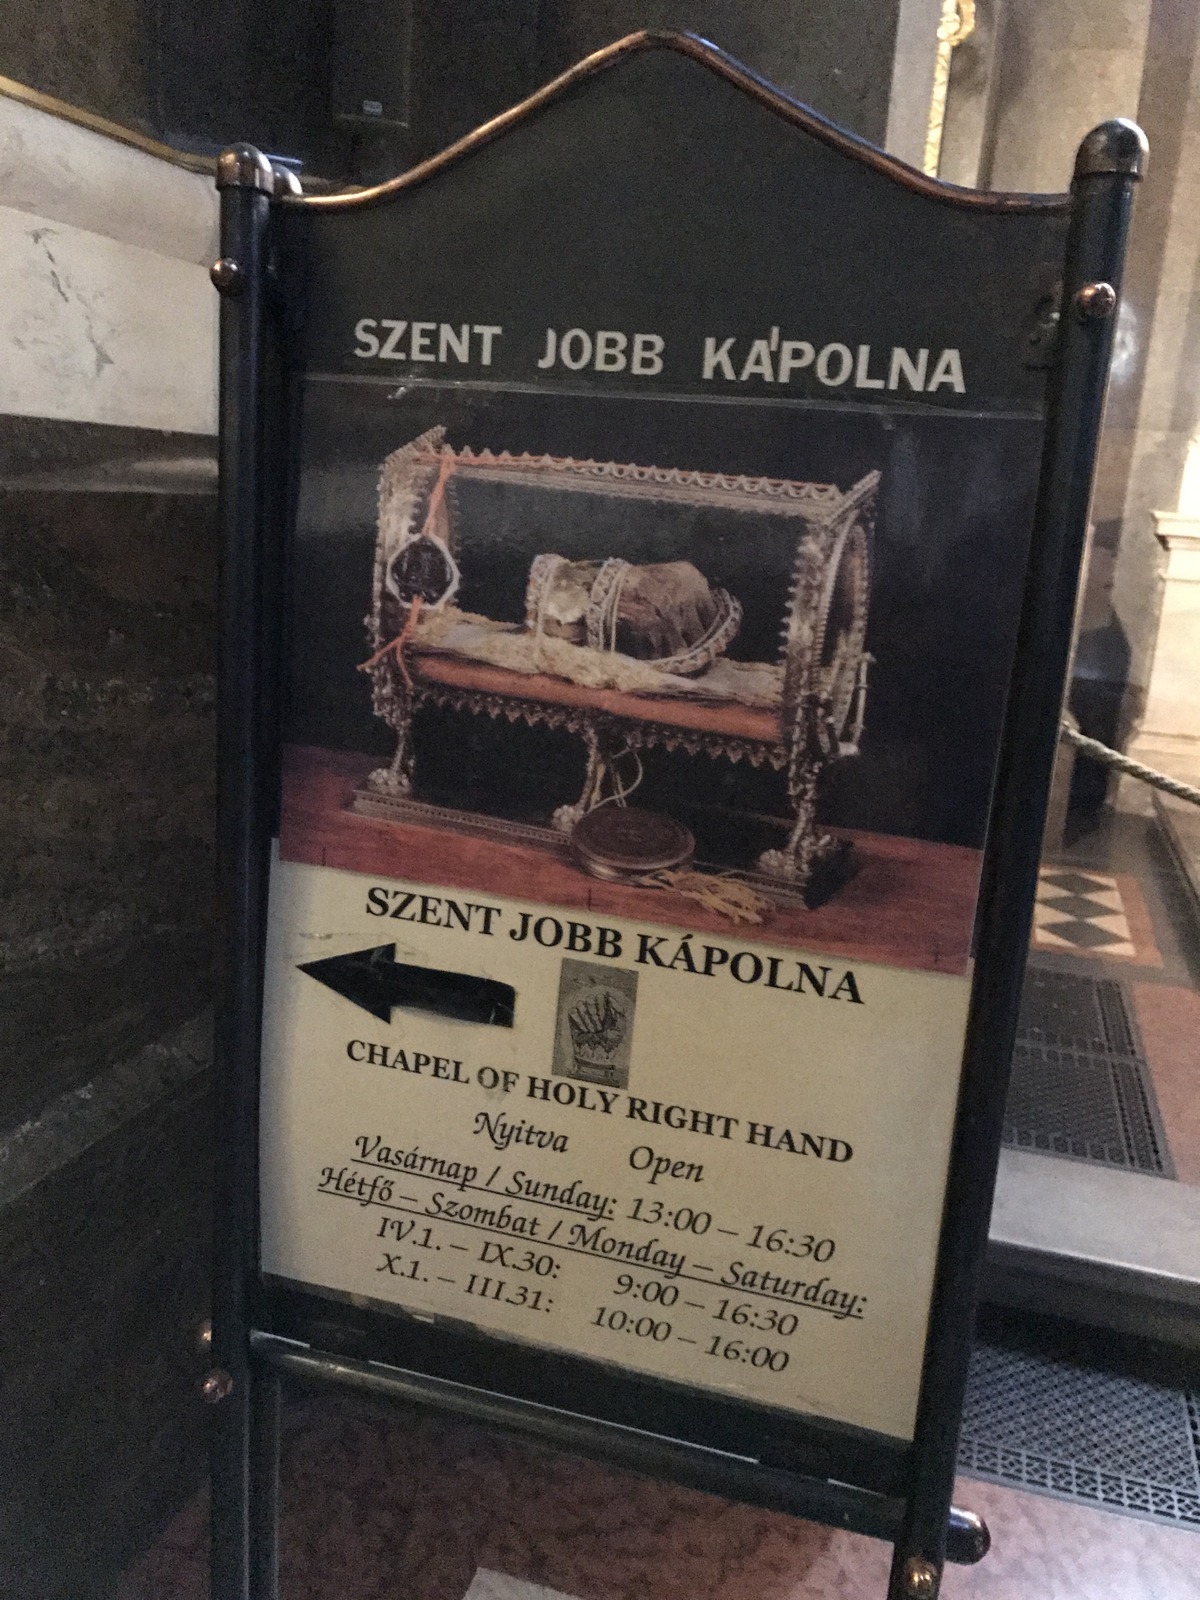 SZENT JOBB KÁPOLNA
SZENT JOBB KÁPOLNA
CHAPEL OF HOLY RIGHT HAND
Nyitva Open
Vasárnap / Sunday: 13:00 – 16:30
Hétfő – Szombat / Monday – Saturday:
IV.1. – IX.30: 9:00 – 16:30
X.1. – III.31: 10:00 – 16:00